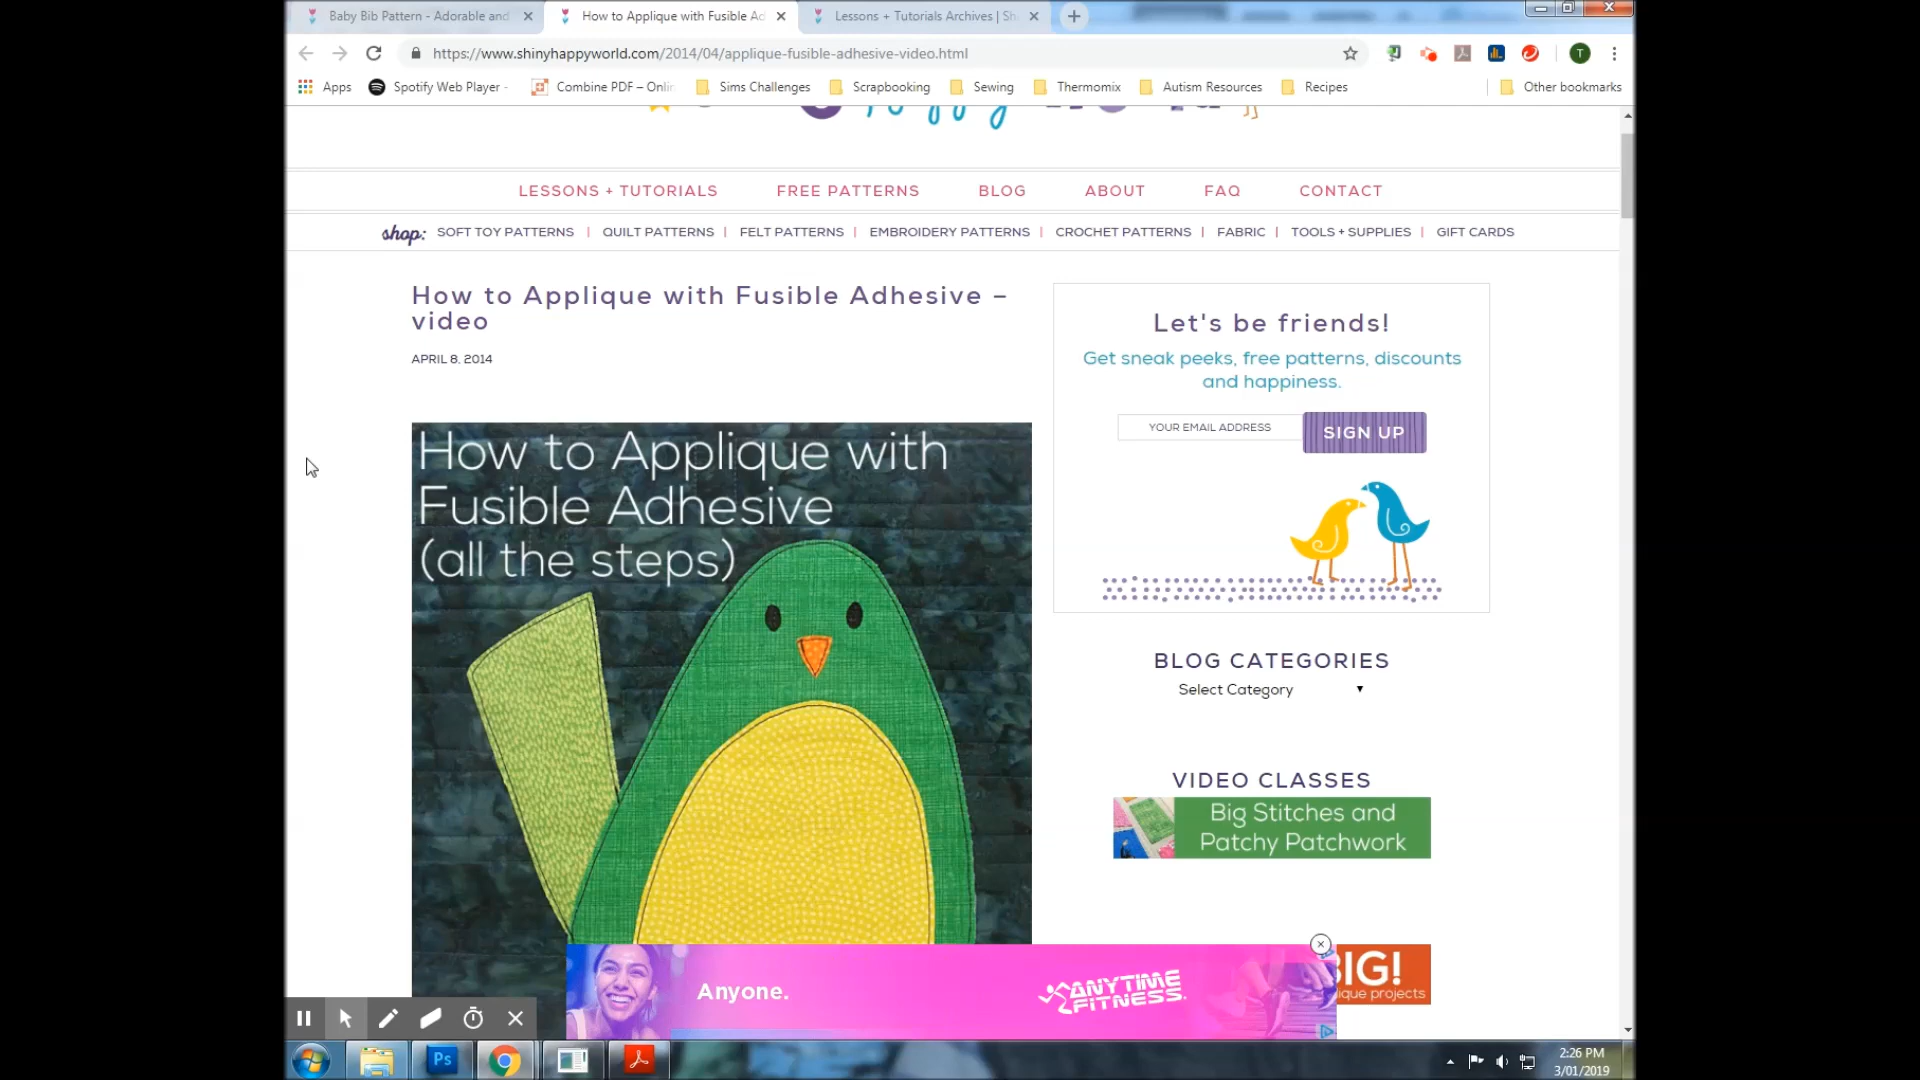 Baby Bib Pattern - Adorable and
How to Applique with Fusible Ad
Lessons + Tutorials Archives | Sh
https://www.shinyhappyworld.com/2014/04/applique-fusible-adhesive-video.html
T
Apps
Spotify Web Player -
Combine PDF – Onlin
Sims Challenges
Scrapbooking
Sewing
Thermomix
Autism Resources
Recipes
Other bookmarks
LESSONS + TUTORIALS
FREE PATTERNS
BLOG
ABOUT
FAQ
CONTACT
shop:
SOFT TOY PATTERNS | QUILT PATTERNS | FELT PATTERNS | EMBROIDERY PATTERNS | CROCHET PATTERNS | FABRIC | TOOLS + SUPPLIES | GIFT CARDS
How to Applique with Fusible Adhesive –
video
APRIL 8, 2014
How to Applique with
Fusible Adhesive
(all the steps)
Let's be friends!
Get sneak peeks, free patterns, discounts
and happiness.
YOUR EMAIL ADDRESS
SIGN UP
BLOG CATEGORIES
Select Category
VIDEO CLASSES
Big Stitches and
Patchy Patchwork
BIG!
ique projects
Anyone.
ANYTIME
FITNESS
Ps
2:26 PM
3/01/2019